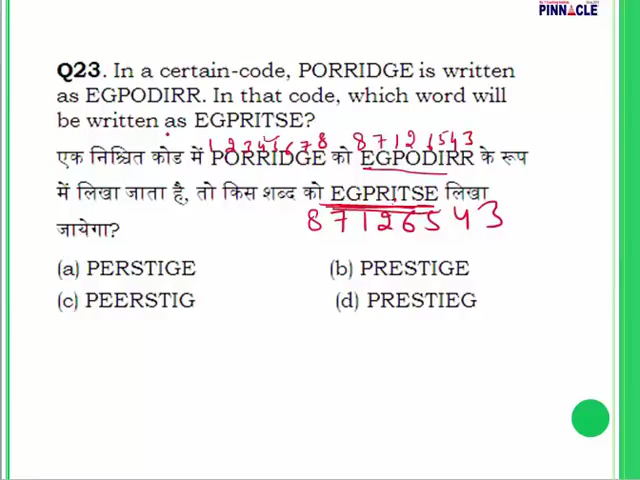 PINNACLE
Q23. In a certain-code, PORRIDGE is written
as EGPODIRR. In that code, which word will
be written as EGPRITSE?
1 2 3 4 5 6 7 8 8 7 1 2 6 5 4 3
एक निश्चित कोड में PORRIDGE को EGPODIRR के रूप
में लिखा जाता है, तो किस शब्द को EGPRITSE लिखा
जायेगा?
8 7 1 2 6 5 4 3
(a) PERSTIGE (b) PRESTIGE
(c) PEERSTIG (d) PRESTIEG